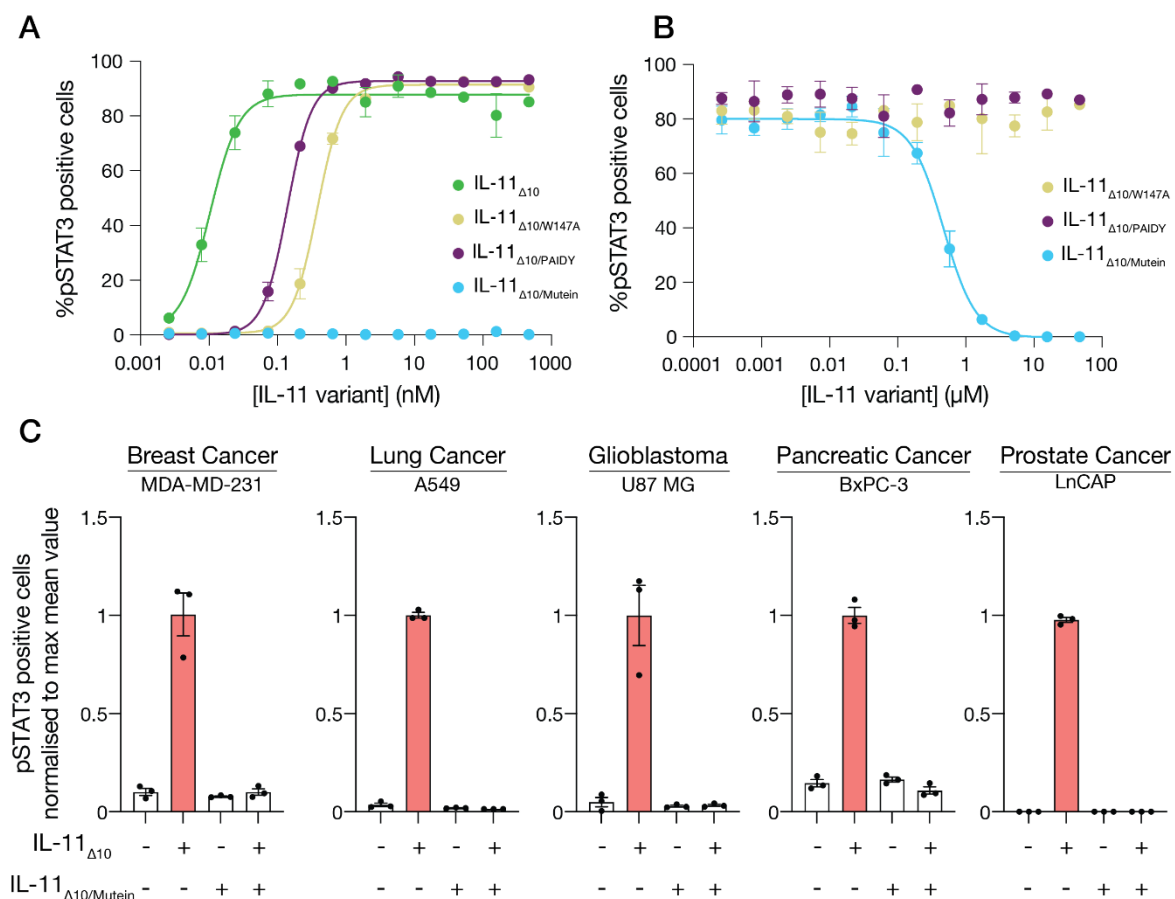 A
%pSTAT3 positive cells
100
80
60
40
20
0
0.001
0.01
0.1
1
10
100
1000
[IL-11 variant] (nM)
IL-11Δ10
IL-11Δ10/W147A
IL-11Δ10/PAIDY
IL-11Δ10/Mutein
B
%pSTAT3 positive cells
100
80
60
40
20
0
0.0001
0.001
0.01
0.1
1
10
100
[IL-11 variant] (µM)
IL-11Δ10/W147A
IL-11Δ10/PAIDY
IL-11Δ10/Mutein
C
pSTAT3 positive cells
normalised to max mean value
Breast Cancer
MDA-MD-231
1.5
1
0.5
0
Lung Cancer
A549
1.5
1
0.5
0
Glioblastoma
U87 MG
1.5
1
0.5
0
Pancreatic Cancer
BxPC-3
1.5
1
0.5
0
Prostate Cancer
LnCAP
1.5
1
0.5
0
IL-11Δ10 - + - + - + - + - + - + - + - + - + - +
IL-11Δ10/Mutein - - + + - - + + - - + + - - + + - - + +